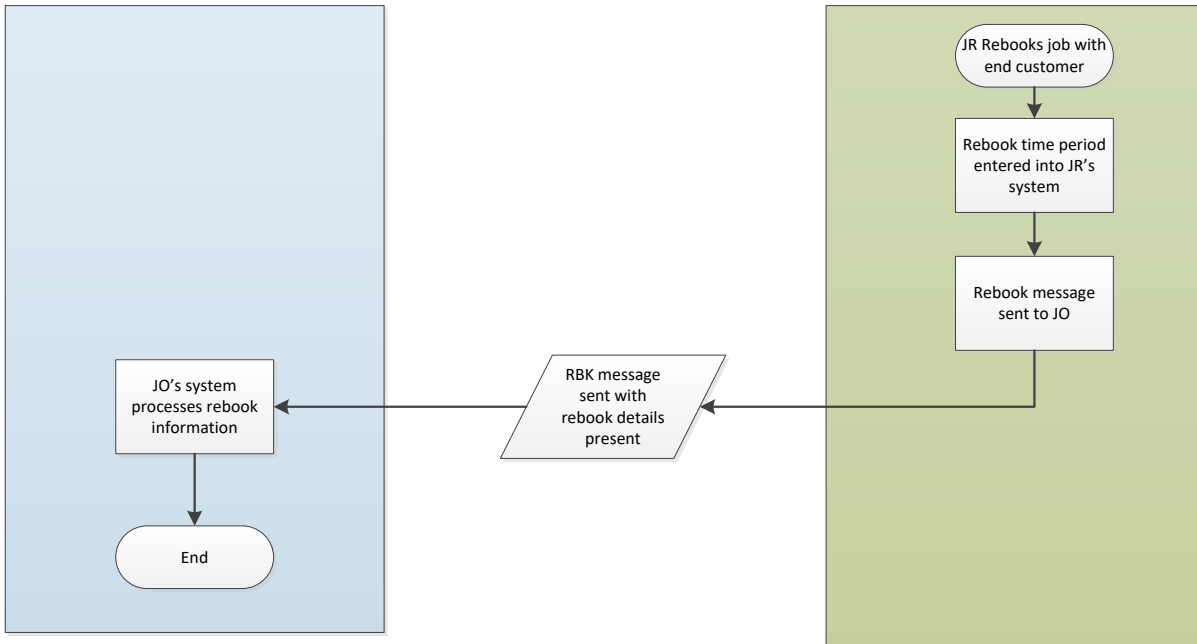 JR Rebooks job with
end customer
Rebook time period
entered into JR’s
system
Rebook message
sent to JO
RBK message
sent with
rebook details
present
JO’s system
processes rebook
information
End